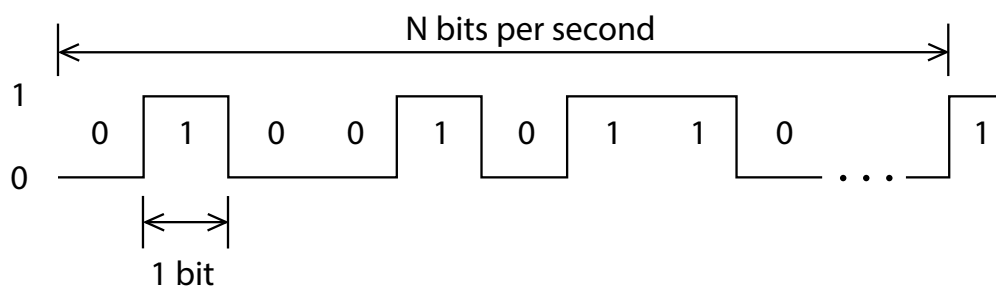 N bits per second
1
0 1 0 0 1 0 1 1 0 1
0 ...
1 bit